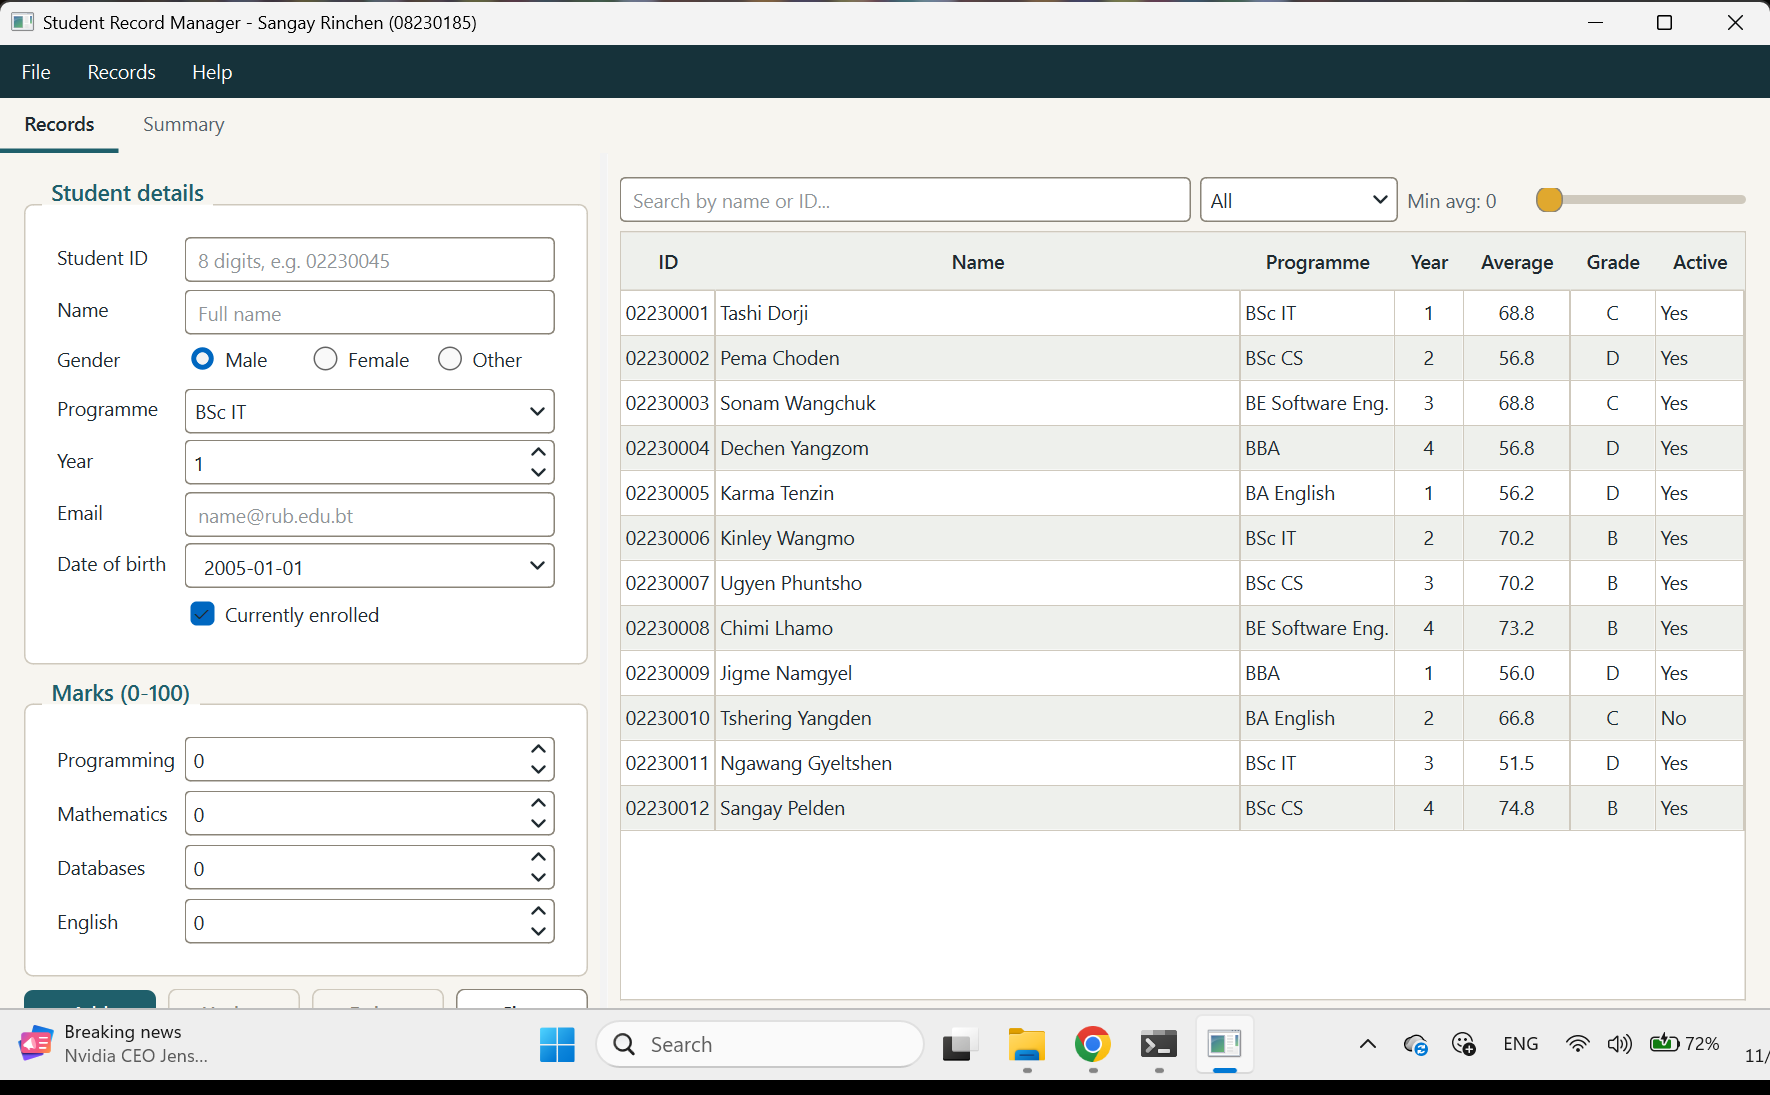 Student Record Manager - Sangay Rinchen (08230185)
File Records Help
Records Summary
Student details
Student ID 8 digits, e.g. 02230045
Name Full name
Gender Male Female Other
Programme BSc IT
Year 1
Email name@rub.edu.bt
Date of birth 2005-01-01
Currently enrolled
Marks (0-100)
Programming 0
Mathematics 0
Databases 0
English 0
Search by name or ID... All Min avg: 0
ID Name Programme Year Average Grade Active
02230001 Tashi Dorji BSc IT 1 68.8 C Yes
02230002 Pema Choden BSc CS 2 56.8 D Yes
02230003 Sonam Wangchuk BE Software Eng. 3 68.8 C Yes
02230004 Dechen Yangzom BBA 4 56.8 D Yes
02230005 Karma Tenzin BA English 1 56.2 D Yes
02230006 Kinley Wangmo BSc IT 2 70.2 B Yes
02230007 Ugyen Phuntsho BSc CS 3 70.2 B Yes
02230008 Chimi Lhamo BE Software Eng. 4 73.2 B Yes
02230009 Jigme Namgyel BBA 1 56.0 D Yes
02230010 Tshering Yangden BA English 2 66.8 C No
02230011 Ngawang Gyeltshen BSc IT 3 51.5 D Yes
02230012 Sangay Pelden BSc CS 4 74.8 B Yes
Breaking news
Nvidia CEO Jens...
Search
ENG
72%
11/